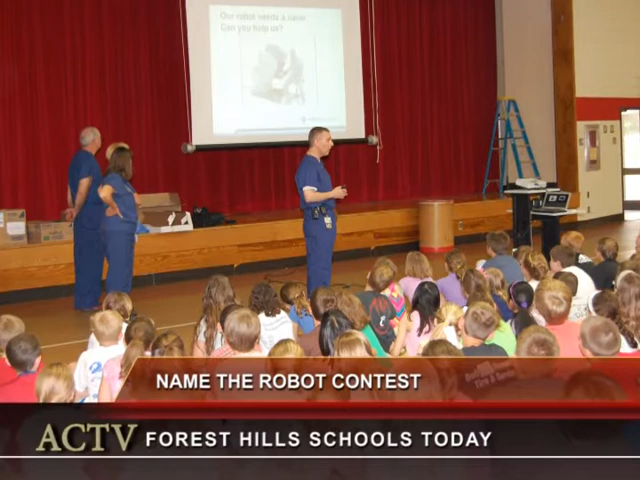 Our robot needs a name
Can you help us?
NAME THE ROBOT CONTEST
ACTV FOREST HILLS SCHOOLS TODAY